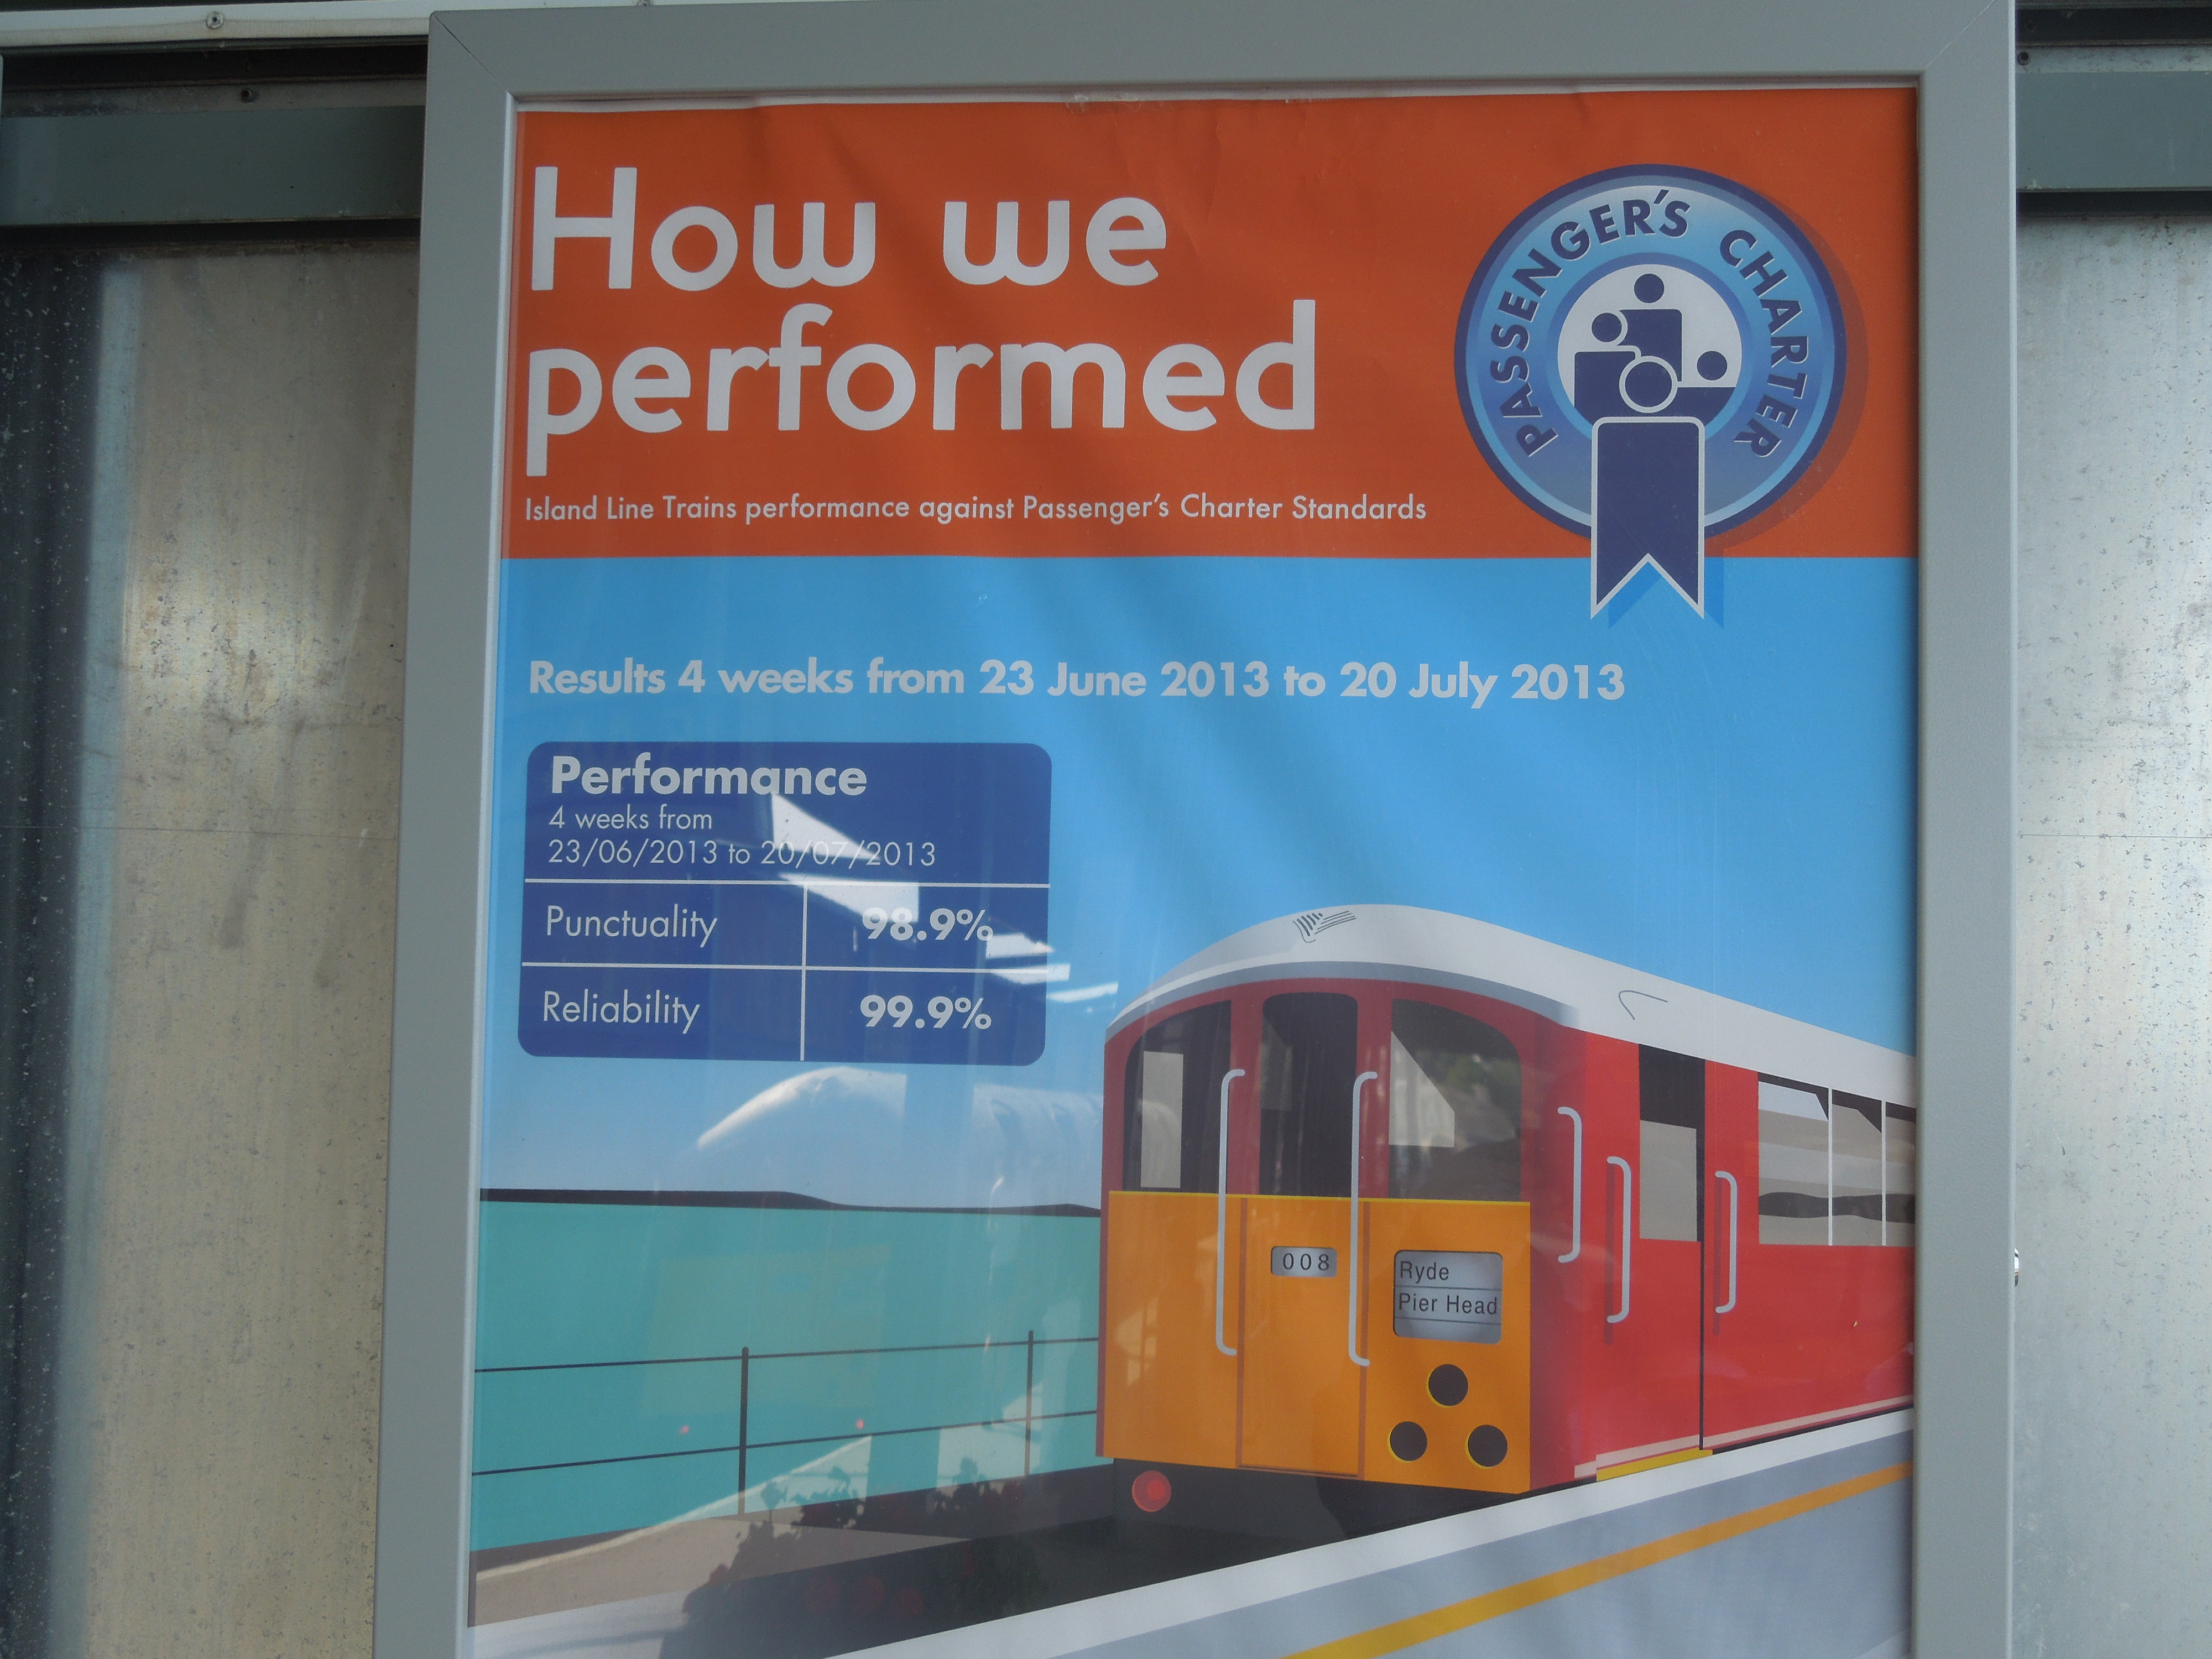 How we
performed
Island Line Trains performance against Passenger's Charter Standards
PASSENGER'S CHARTER
Results 4 weeks from 23 June 2013 to 20 July 2013
Performance
4 weeks from
23/06/2013 to 20/07/2013
Punctuality 98.9%
Reliability 99.9%
008
Ryde
Pier Head